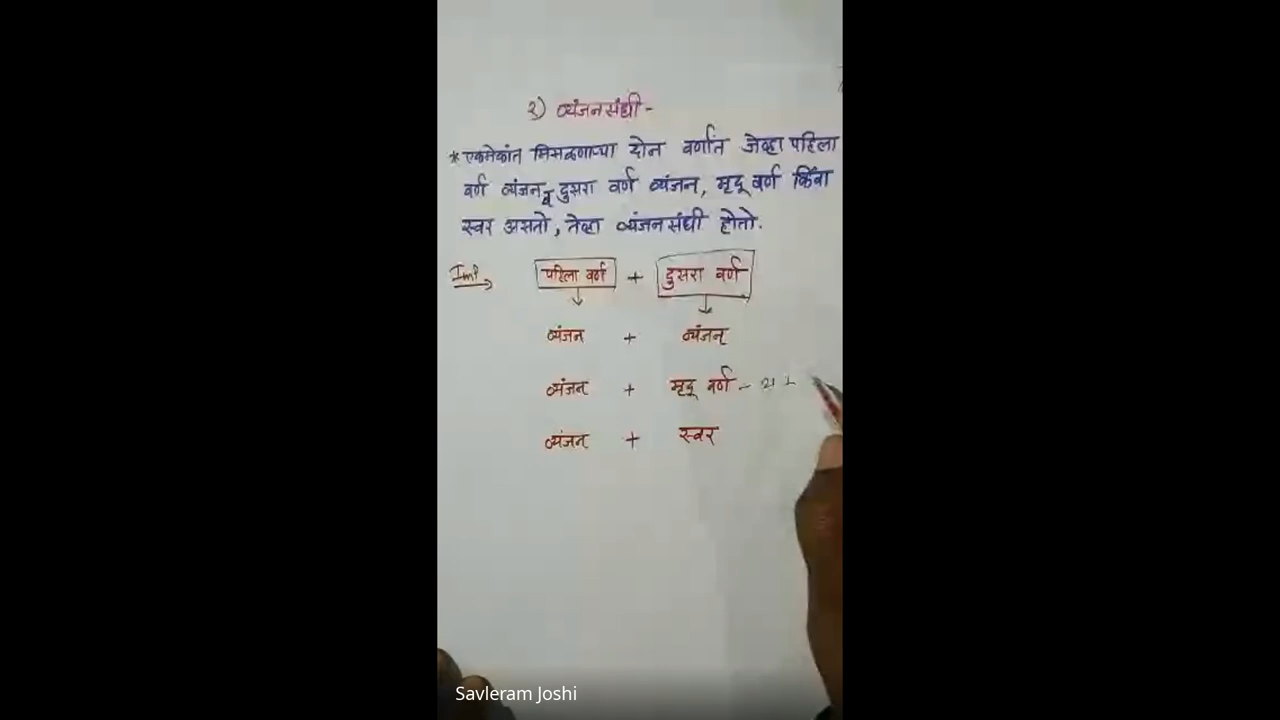 २) व्यंजनसंधी -
* एकमेकांत मिसळणाऱ्या दोन वर्णांत जेव्हा पहिला
वर्ण व्यंजन व दुसरा वर्ण व्यंजन, मृदू वर्ण किंवा
स्वर असतो, तेव्हा व्यंजनसंधी होतो.
Imp → पहिला वर्ण + दुसरा वर्ण
व्यंजन + व्यंजन
व्यंजन + मृदू वर्ण -
व्यंजन + स्वर
Savleram Joshi